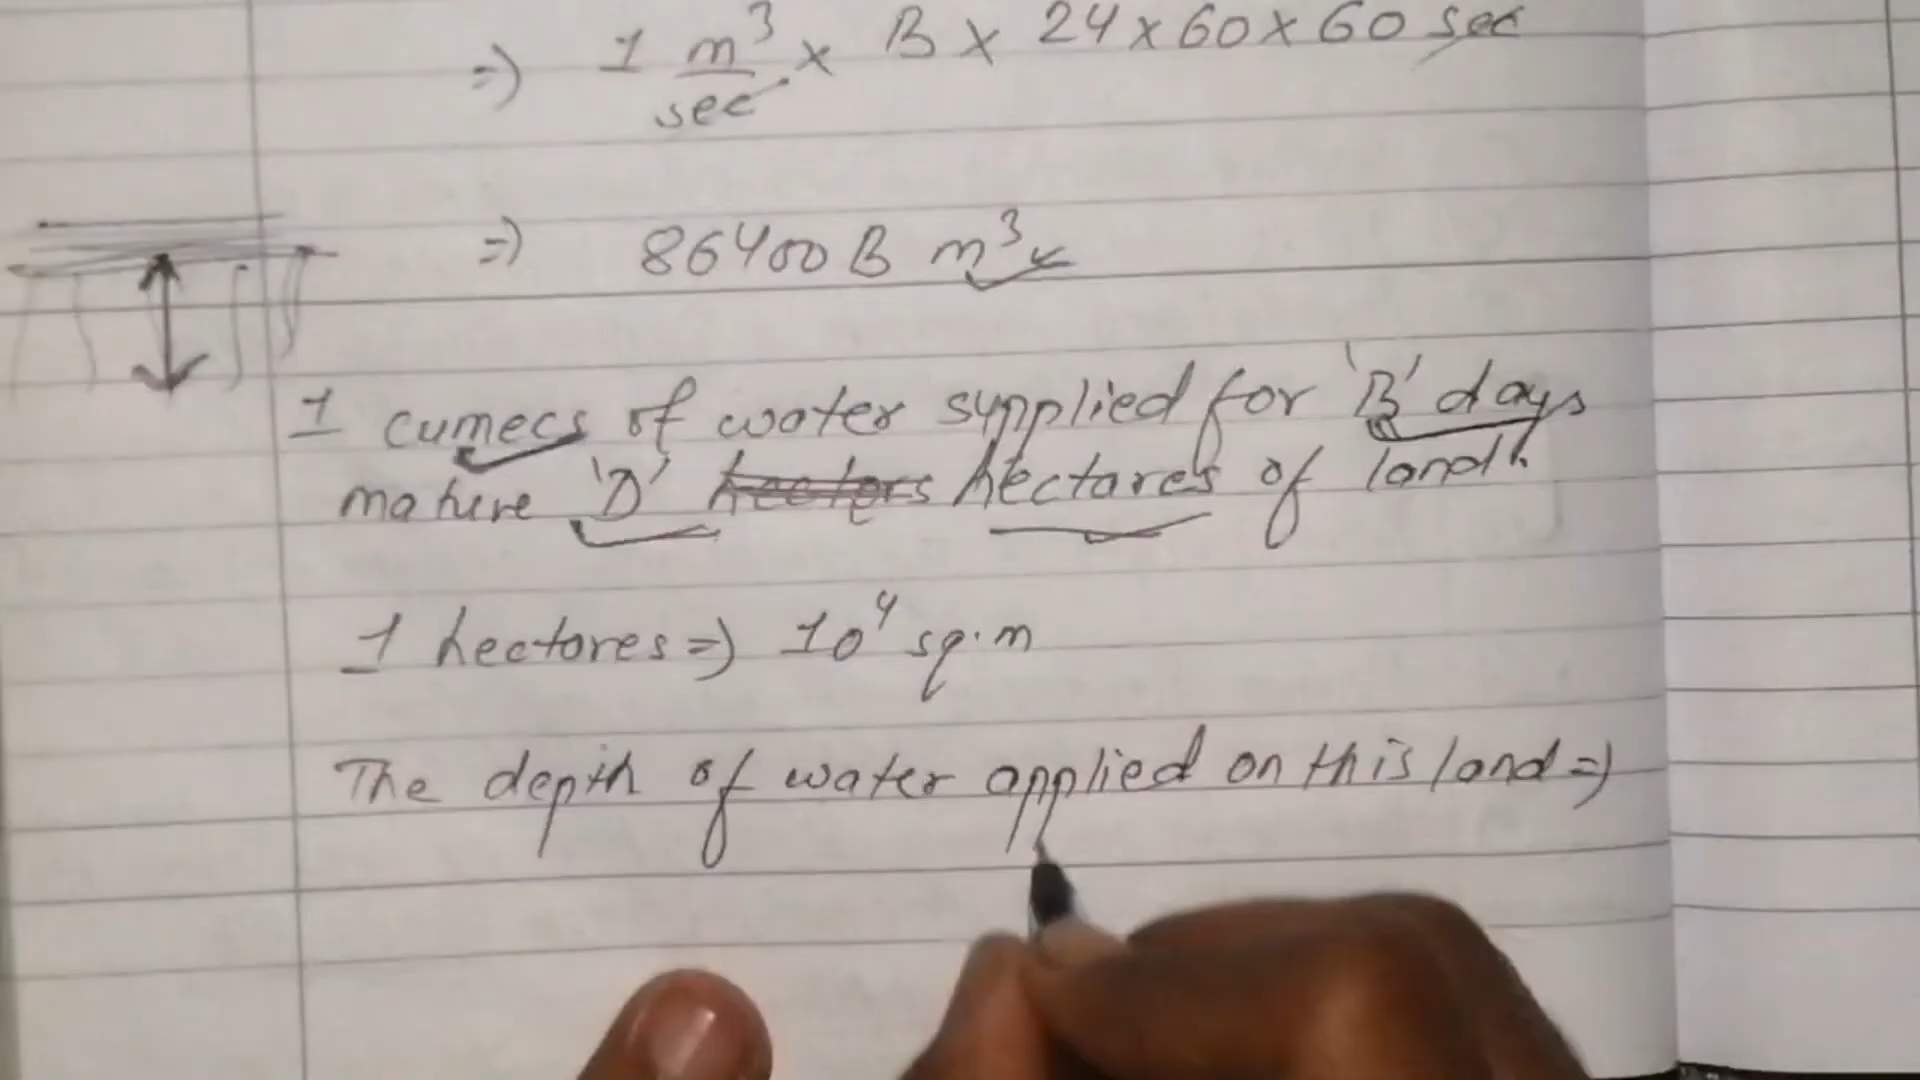 =) 1 m³/sec × B × 24 × 60 × 60 sec
=) 86400 B m³
1 cumecs of water supplied for 'B' days
mature 'D' hectors hectares of land
1 hectores =) 10⁴ sq.m
The depth of water applied on this land =)